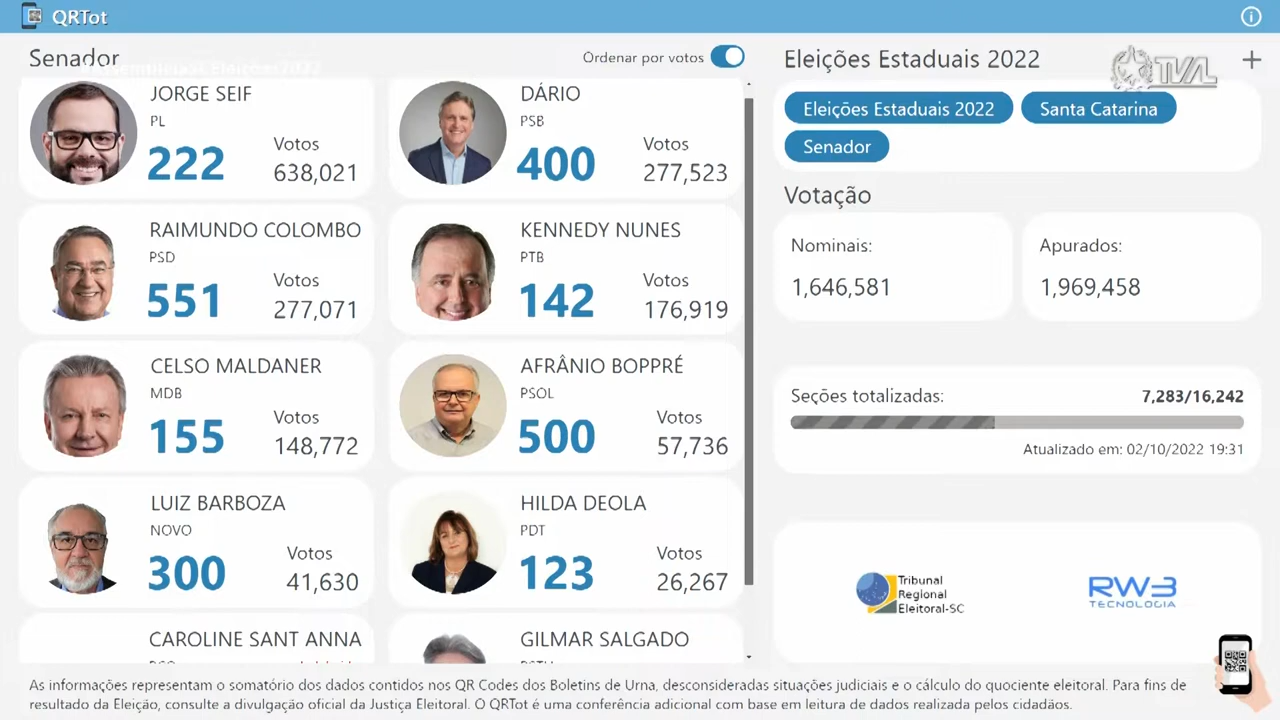 QRTot
Senador
Ordenar por votos
JORGE SEIF
PL
222
Votos
638,021
DÁRIO
PSB
400
Votos
277,523
RAIMUNDO COLOMBO
PSD
551
Votos
277,071
KENNEDY NUNES
PTB
142
Votos
176,919
CELSO MALDANER
MDB
155
Votos
148,772
AFRÂNIO BOPPRÉ
PSOL
500
Votos
57,736
LUIZ BARBOZA
NOVO
300
Votos
41,630
HILDA DEOLA
PDT
123
Votos
26,267
CAROLINE SANT ANNA
GILMAR SALGADO
Eleições Estaduais 2022
TVAL
Eleições Estaduais 2022
Santa Catarina
Senador
Votação
Nominais:
1,646,581
Apurados:
1,969,458
Seções totalizadas:
7,283/16,242
Atualizado em: 02/10/2022 19:31
Tribunal
Regional
Eleitoral-SC
RW3
TECNOLOGIA
As informações representam o somatório dos dados contidos nos QR Codes dos Boletins de Urna, desconsideradas situações judiciais e o cálculo do quociente eleitoral. Para fins de
resultado da Eleição, consulte a divulgação oficial da Justiça Eleitoral. O QRTot é uma conferência adicional com base em leitura de dados realizada pelos cidadãos.